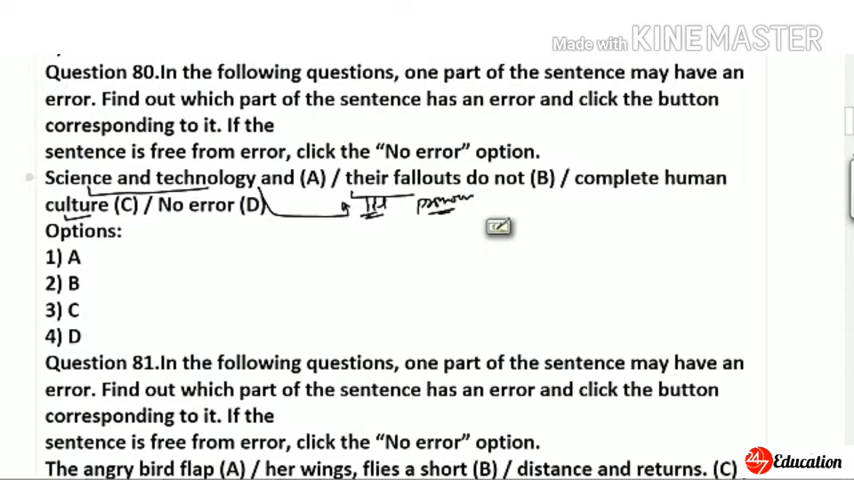 Made with KINEMASTER
Question 80.In the following questions, one part of the sentence may have an
error. Find out which part of the sentence has an error and click the button
corresponding to it. If the
sentence is free from error, click the “No error” option.
Science and technology and (A) / their fallouts do not (B) / complete human
culture (C) / No error (D)
pronoun
Options:
1) A
2) B
3) C
4) D
Question 81.In the following questions, one part of the sentence may have an
error. Find out which part of the sentence has an error and click the button
corresponding to it. If the
sentence is free from error, click the “No error” option.
The angry bird flap (A) / her wings, flies a short (B) / distance and returns. (C)
24/7 Education